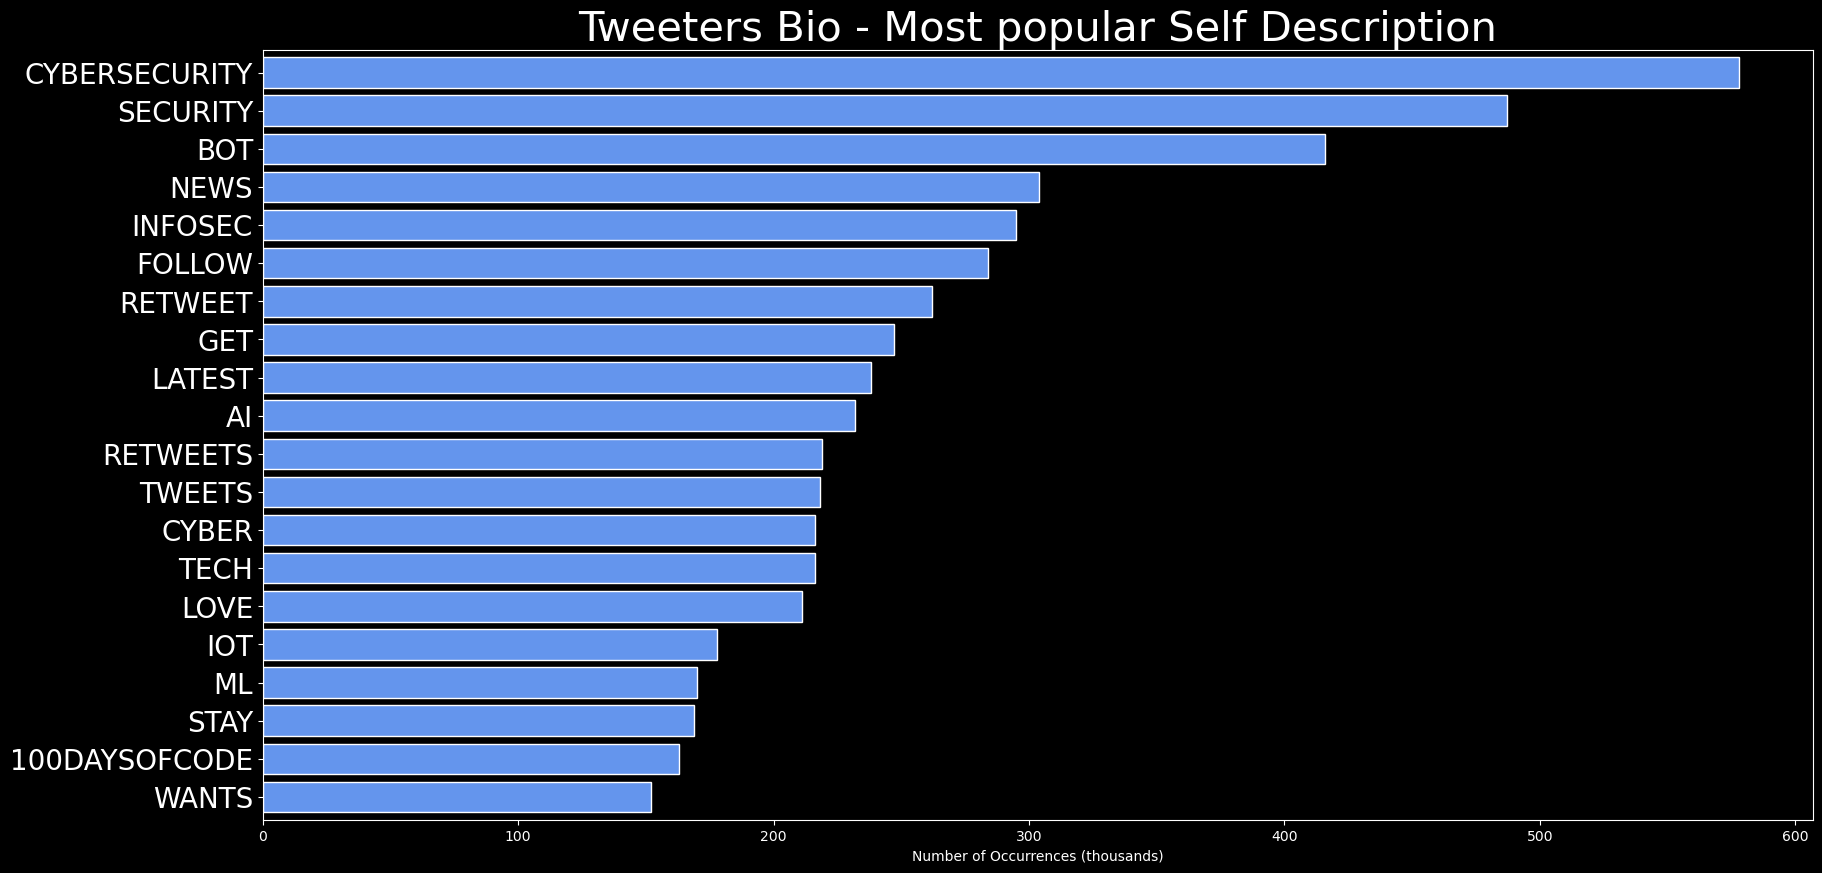 Tweeters Bio - Most popular Self Description
CYBERSECURITY
SECURITY
BOT
NEWS
INFOSEC
FOLLOW
RETWEET
GET
LATEST
AI
RETWEETS
TWEETS
CYBER
TECH
LOVE
IOT
ML
STAY
100DAYSOFCODE
WANTS
0 100 200 300 400 500 600
Number of Occurrences (thousands)